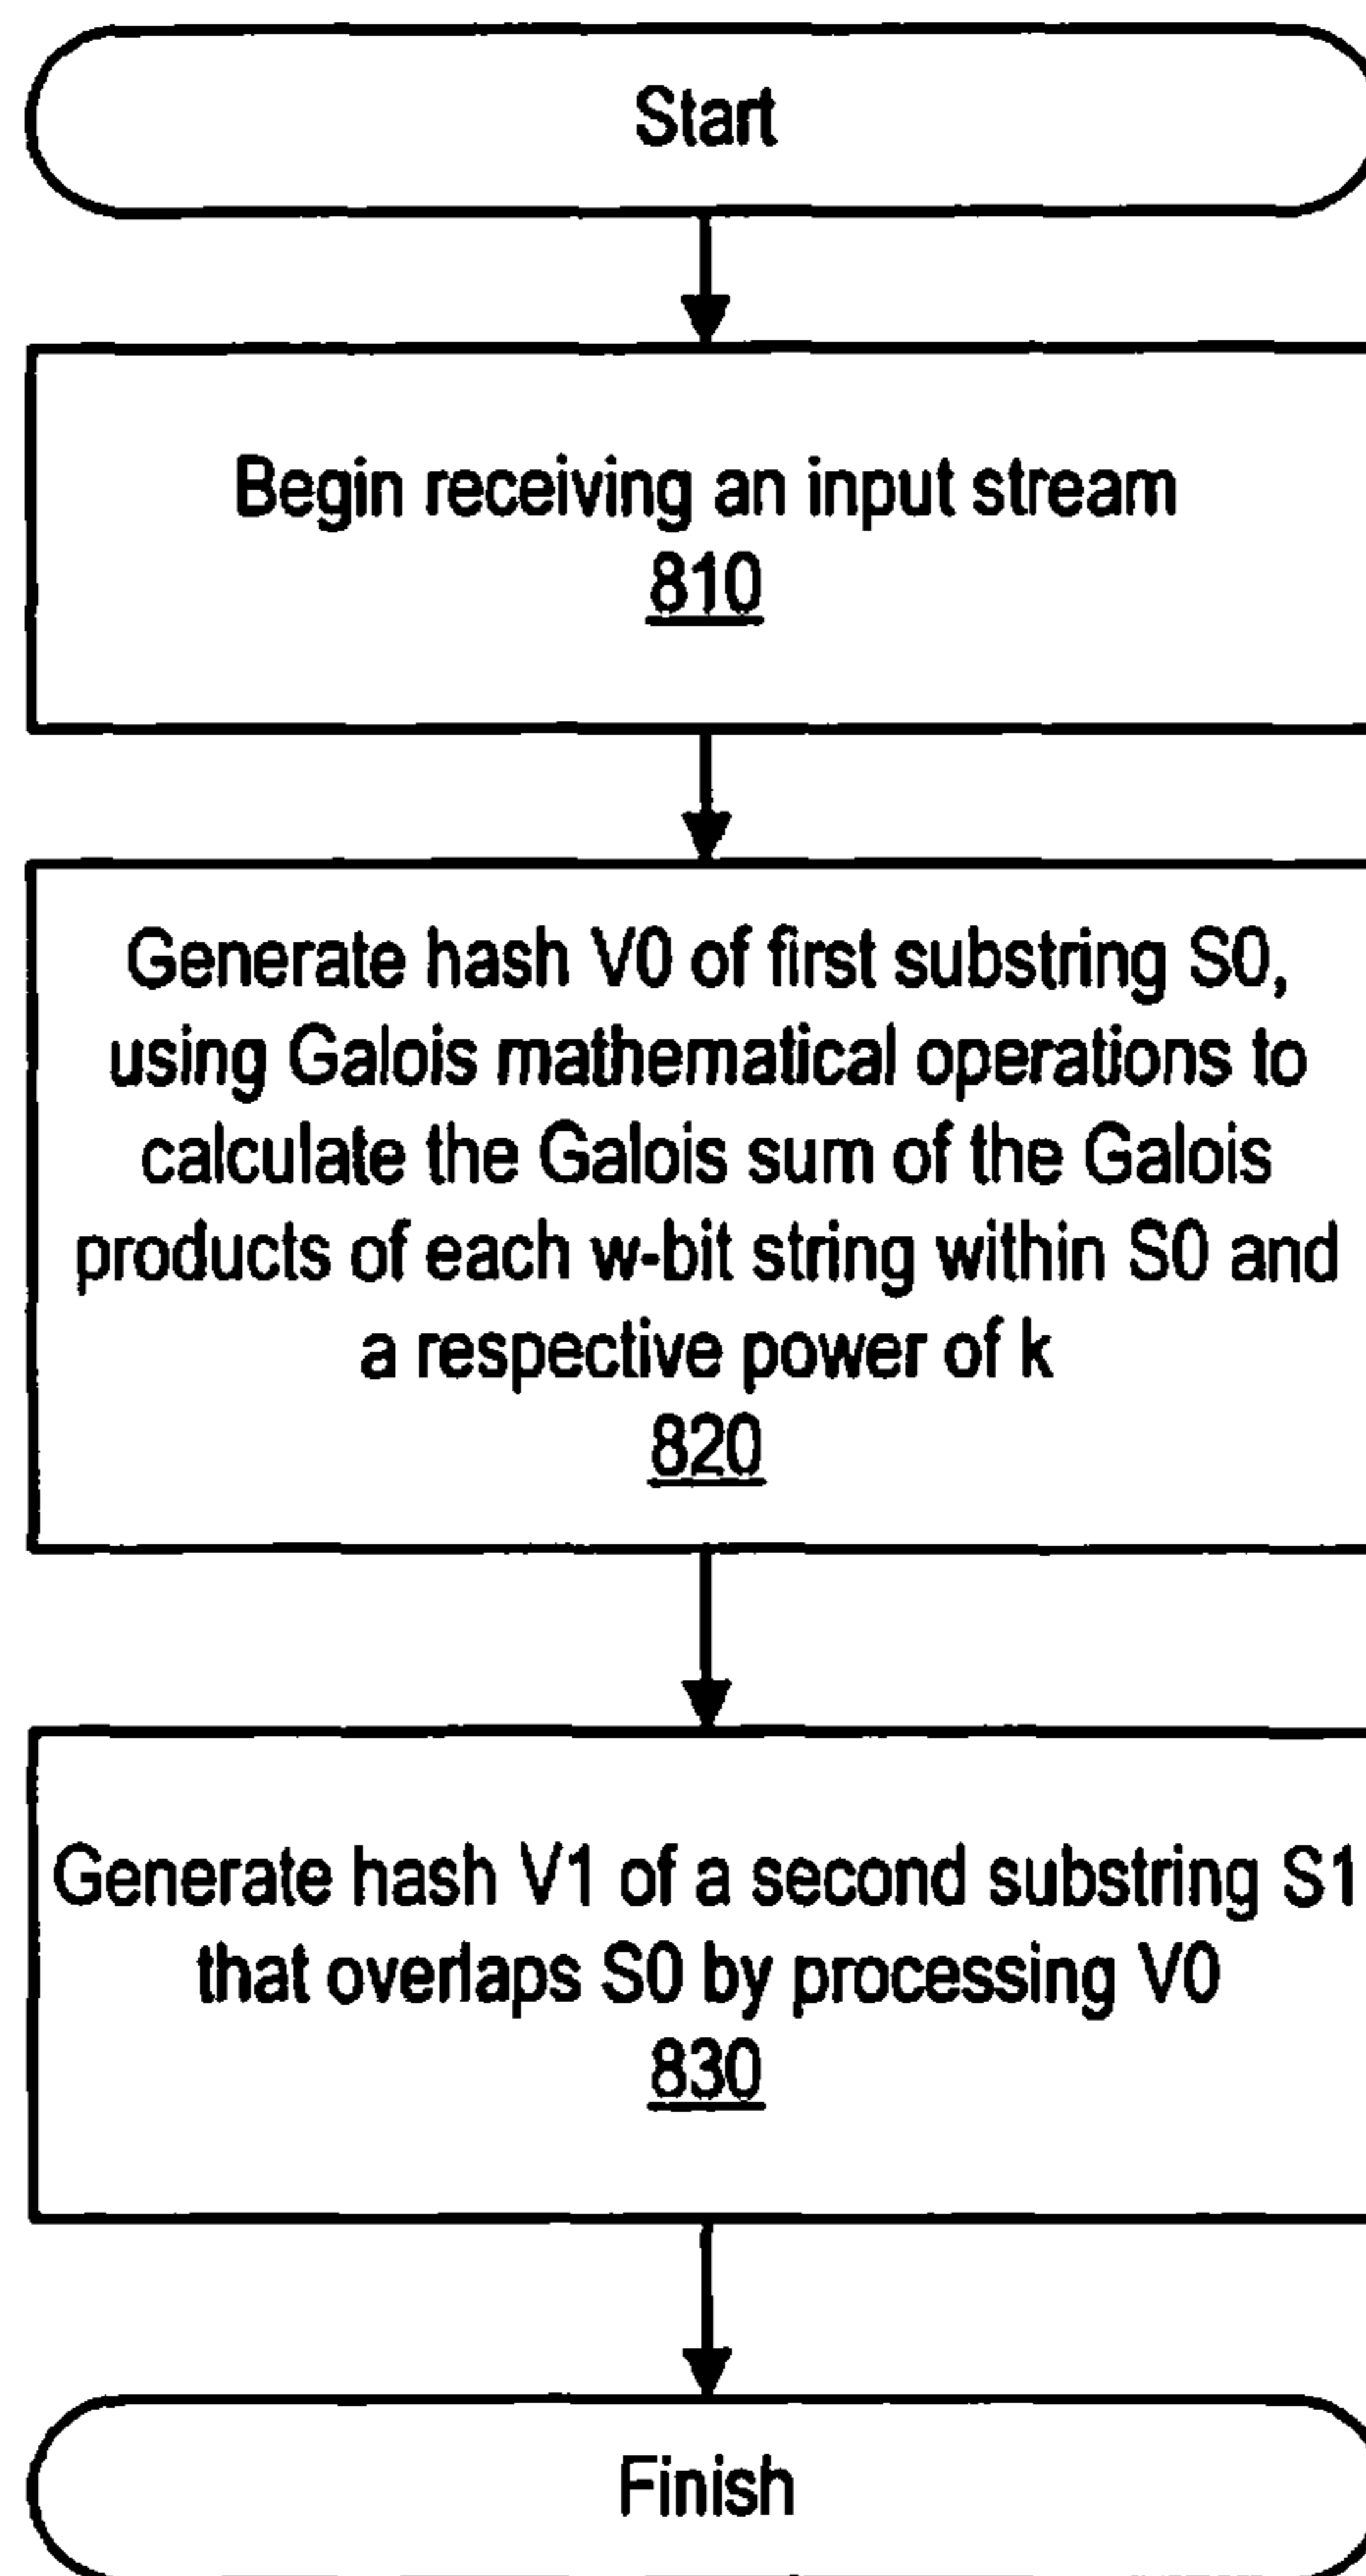 Start
Begin receiving an input stream
810
Generate hash V0 of first substring S0,
using Galois mathematical operations to
calculate the Galois sum of the Galois
products of each w-bit string within S0 and
a respective power of k
820
Generate hash V1 of a second substring S1
that overlaps S0 by processing V0
830
Finish